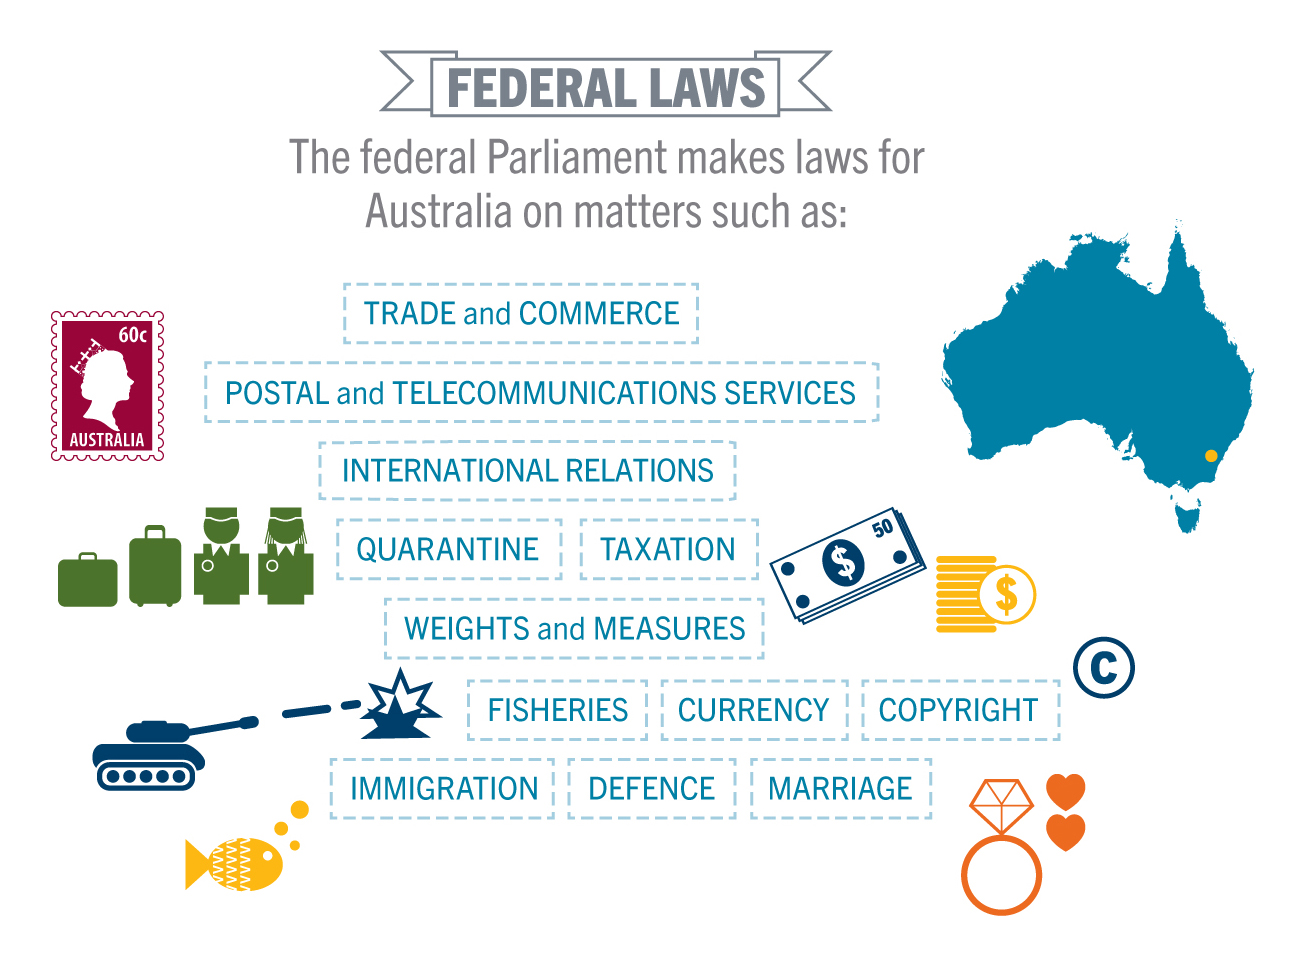 FEDERAL LAWS
The federal Parliament makes laws for
Australia on matters such as:
TRADE and COMMERCE
60c
AUSTRALIA
POSTAL and TELECOMMUNICATIONS SERVICES
INTERNATIONAL RELATIONS
QUARANTINE
TAXATION
50
$
$
WEIGHTS and MEASURES
C
FISHERIES
CURRENCY
COPYRIGHT
IMMIGRATION
DEFENCE
MARRIAGE